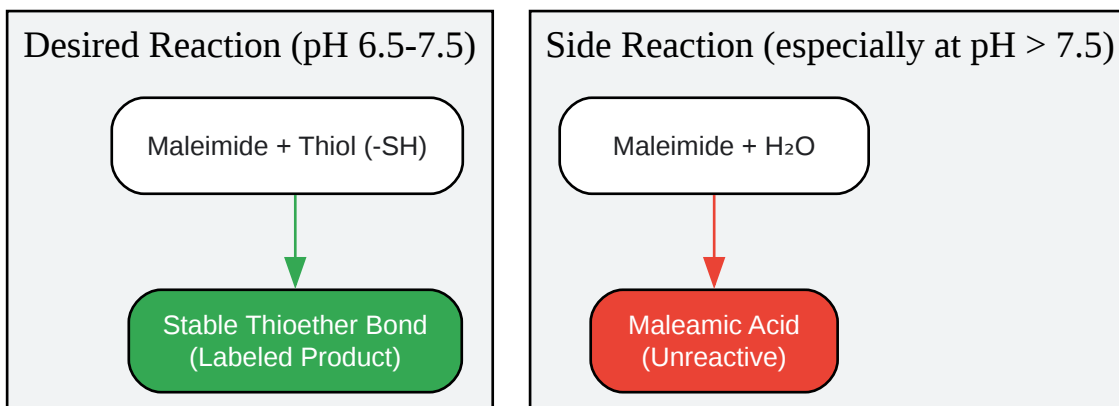 Desired Reaction (pH 6.5-7.5)
Maleimide + Thiol (-SH)
Stable Thioether Bond
(Labeled Product)
Side Reaction (especially at pH > 7.5)
Maleimide + H₂O
Maleamic Acid
(Unreactive)